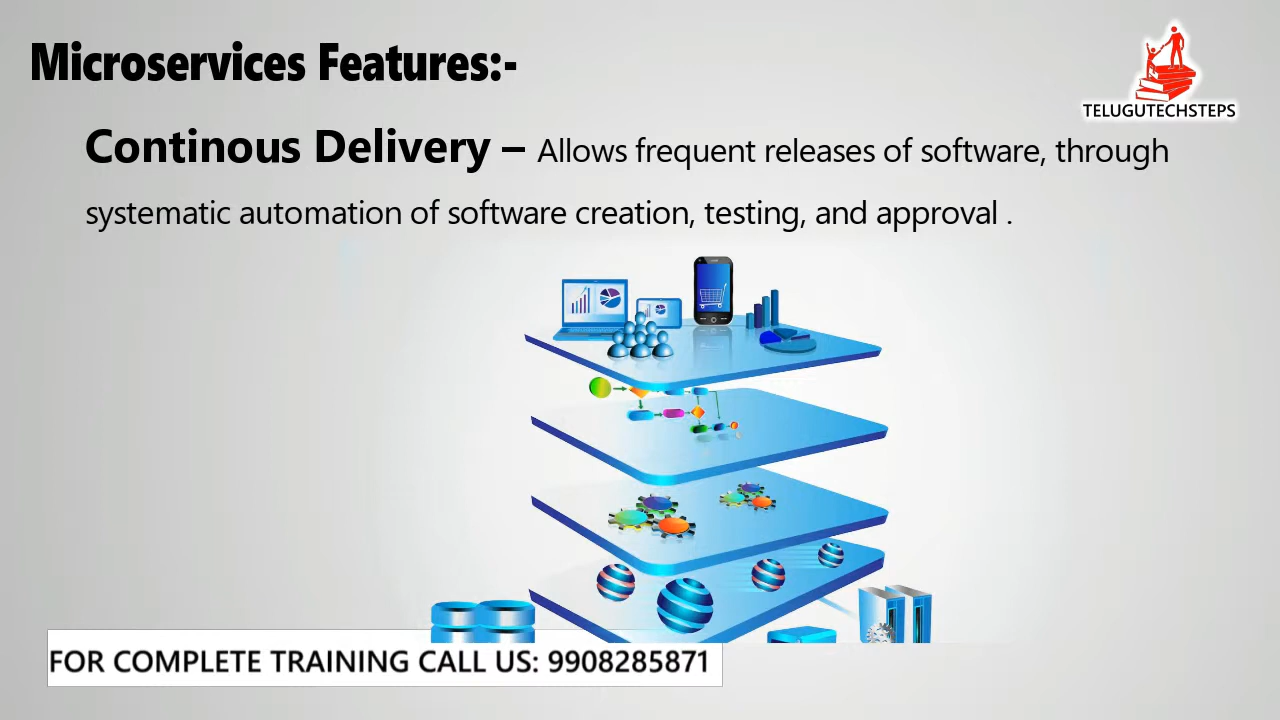 Microservices Features:-
TELUGUTECHSTEPS
Continous Delivery – Allows frequent releases of software, through
systematic automation of software creation, testing, and approval .
FOR COMPLETE TRAINING CALL US: 9908285871